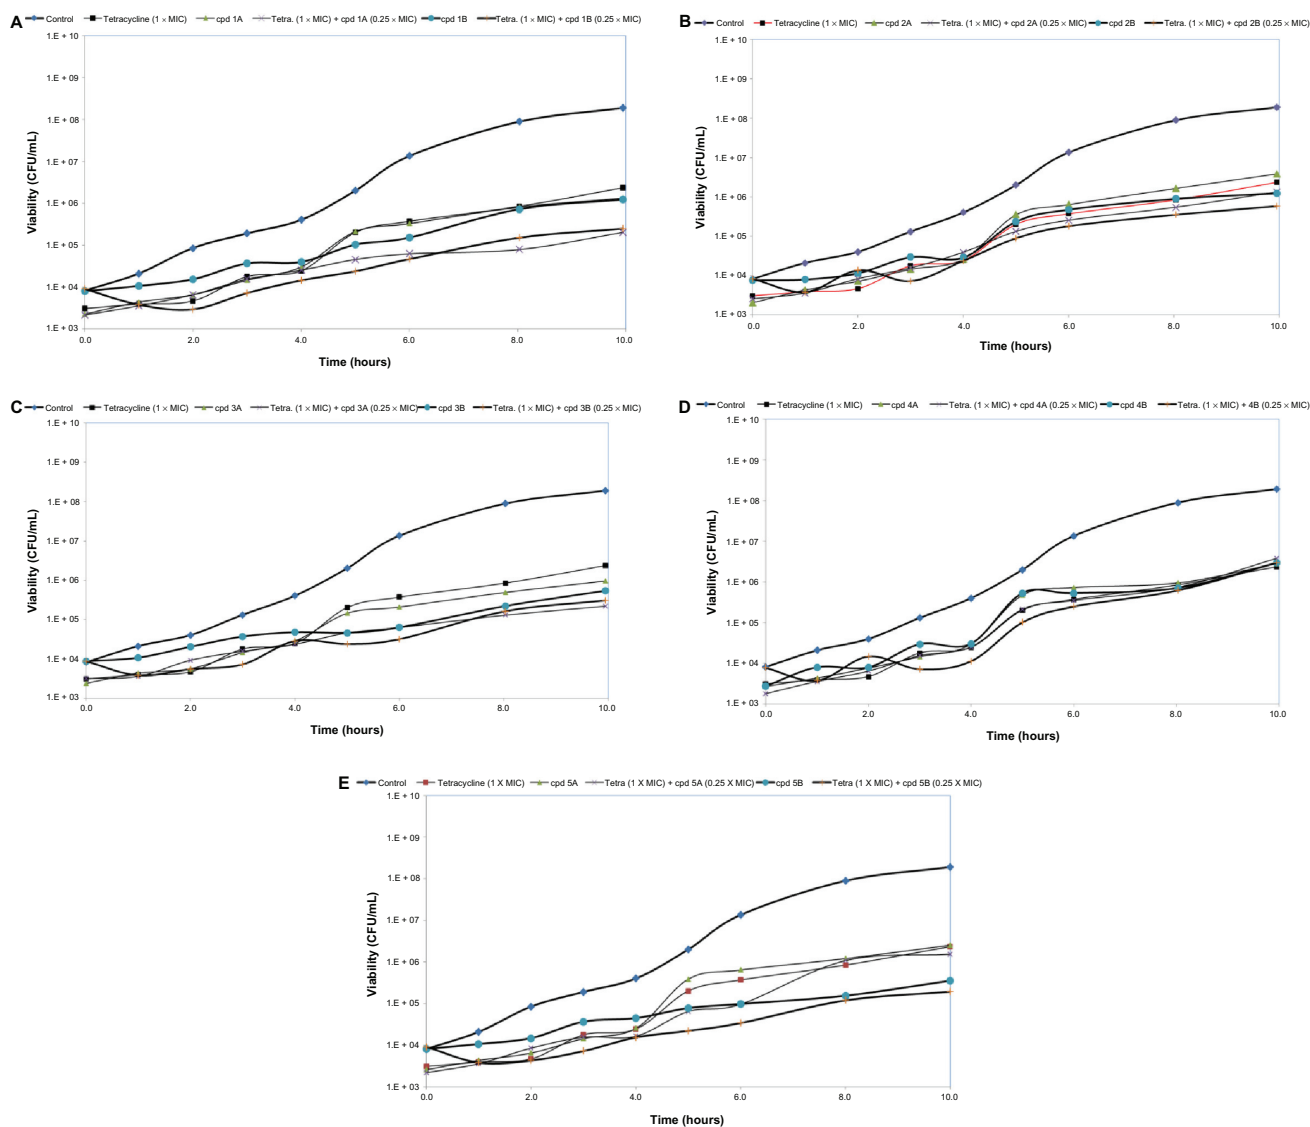 A
Control Tetracycline (1 × MIC) cpd 1A Tetra. (1 × MIC) + cpd 1A (0.25 × MIC) cpd 1B Tetra. (1 × MIC) + cpd 1B (0.25 × MIC)
1.E + 10
1.E + 09
1.E + 08
1.E + 07
1.E + 06
1.E + 05
1.E + 04
1.E + 03
Viability (CFU/mL)
0.0 2.0 4.0 6.0 8.0 10.0
Time (hours)
B
Control Tetracycline (1 × MIC) cpd 2A Tetra. (1 × MIC) + cpd 2A (0.25 × MIC) cpd 2B Tetra. (1 × MIC) + cpd 2B (0.25 × MIC)
1.E + 10
1.E + 09
1.E + 08
1.E + 07
1.E + 06
1.E + 05
1.E + 04
1.E + 03
Viability (CFU/mL)
0.0 2.0 4.0 6.0 8.0 10.0
Time (hours)
C
Control Tetracycline (1 × MIC) cpd 3A Tetra. (1 × MIC) + cpd 3A (0.25 × MIC) cpd 3B Tetra. (1 × MIC) + cpd 3B (0.25 × MIC)
1.E + 10
1.E + 09
1.E + 08
1.E + 07
1.E + 06
1.E + 05
1.E + 04
1.E + 03
Viability (CFU/mL)
0.0 2.0 4.0 6.0 8.0 10.0
Time (hours)
D
Control Tetracycline (1 × MIC) cpd 4A Tetra. (1 × MIC) + cpd 4A (0.25 × MIC) cpd 4B Tetra. (1 × MIC) + 4B (0.25 × MIC)
1.E + 10
1.E + 09
1.E + 08
1.E + 07
1.E + 06
1.E + 05
1.E + 04
1.E + 03
Viability (CFU/mL)
0.0 2.0 4.0 6.0 8.0 10.0
Time (hours)
E
Control Tetracycline (1 X MIC) cpd 5A Tetra (1 X MIC) + cpd 5A (0.25 X MIC) cpd 5B Tetra (1 X MIC) + cpd 5B (0.25 X MIC)
1.E + 10
1.E + 09
1.E + 08
1.E + 07
1.E + 06
1.E + 05
1.E + 04
1.E + 03
Viability (CFU/mL)
0.0 2.0 4.0 6.0 8.0 10.0
Time (hours)